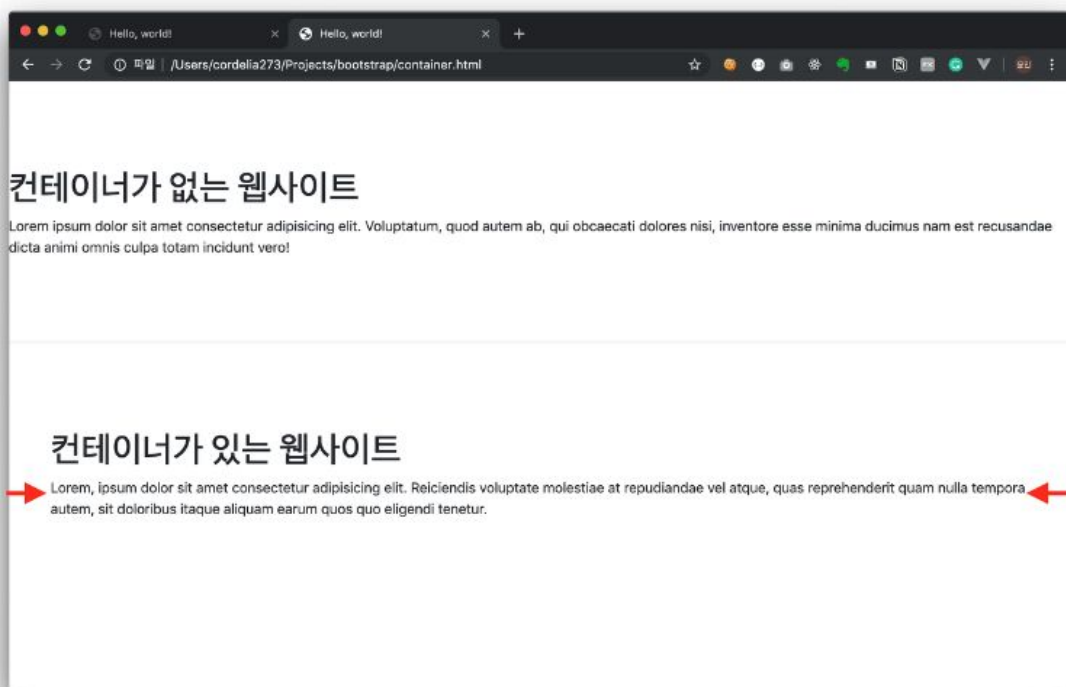 Hello, world!
Hello, world!
파일 | /Users/cordelia273/Projects/bootstrap/container.html
컨테이너가 없는 웹사이트
Lorem ipsum dolor sit amet consectetur adipisicing elit. Voluptatum, quod autem ab, qui obcaecati dolores nisi, inventore esse minima ducimus nam est recusandae
dicta animi omnis culpa totam incidunt vero!
컨테이너가 있는 웹사이트
Lorem, ipsum dolor sit amet consectetur adipisicing elit. Reiciendis voluptate molestiae at repudiandae vel atque, quas reprehenderit quam nulla tempora
autem, sit doloribus itaque aliquam earum quos quo eligendi tenetur.